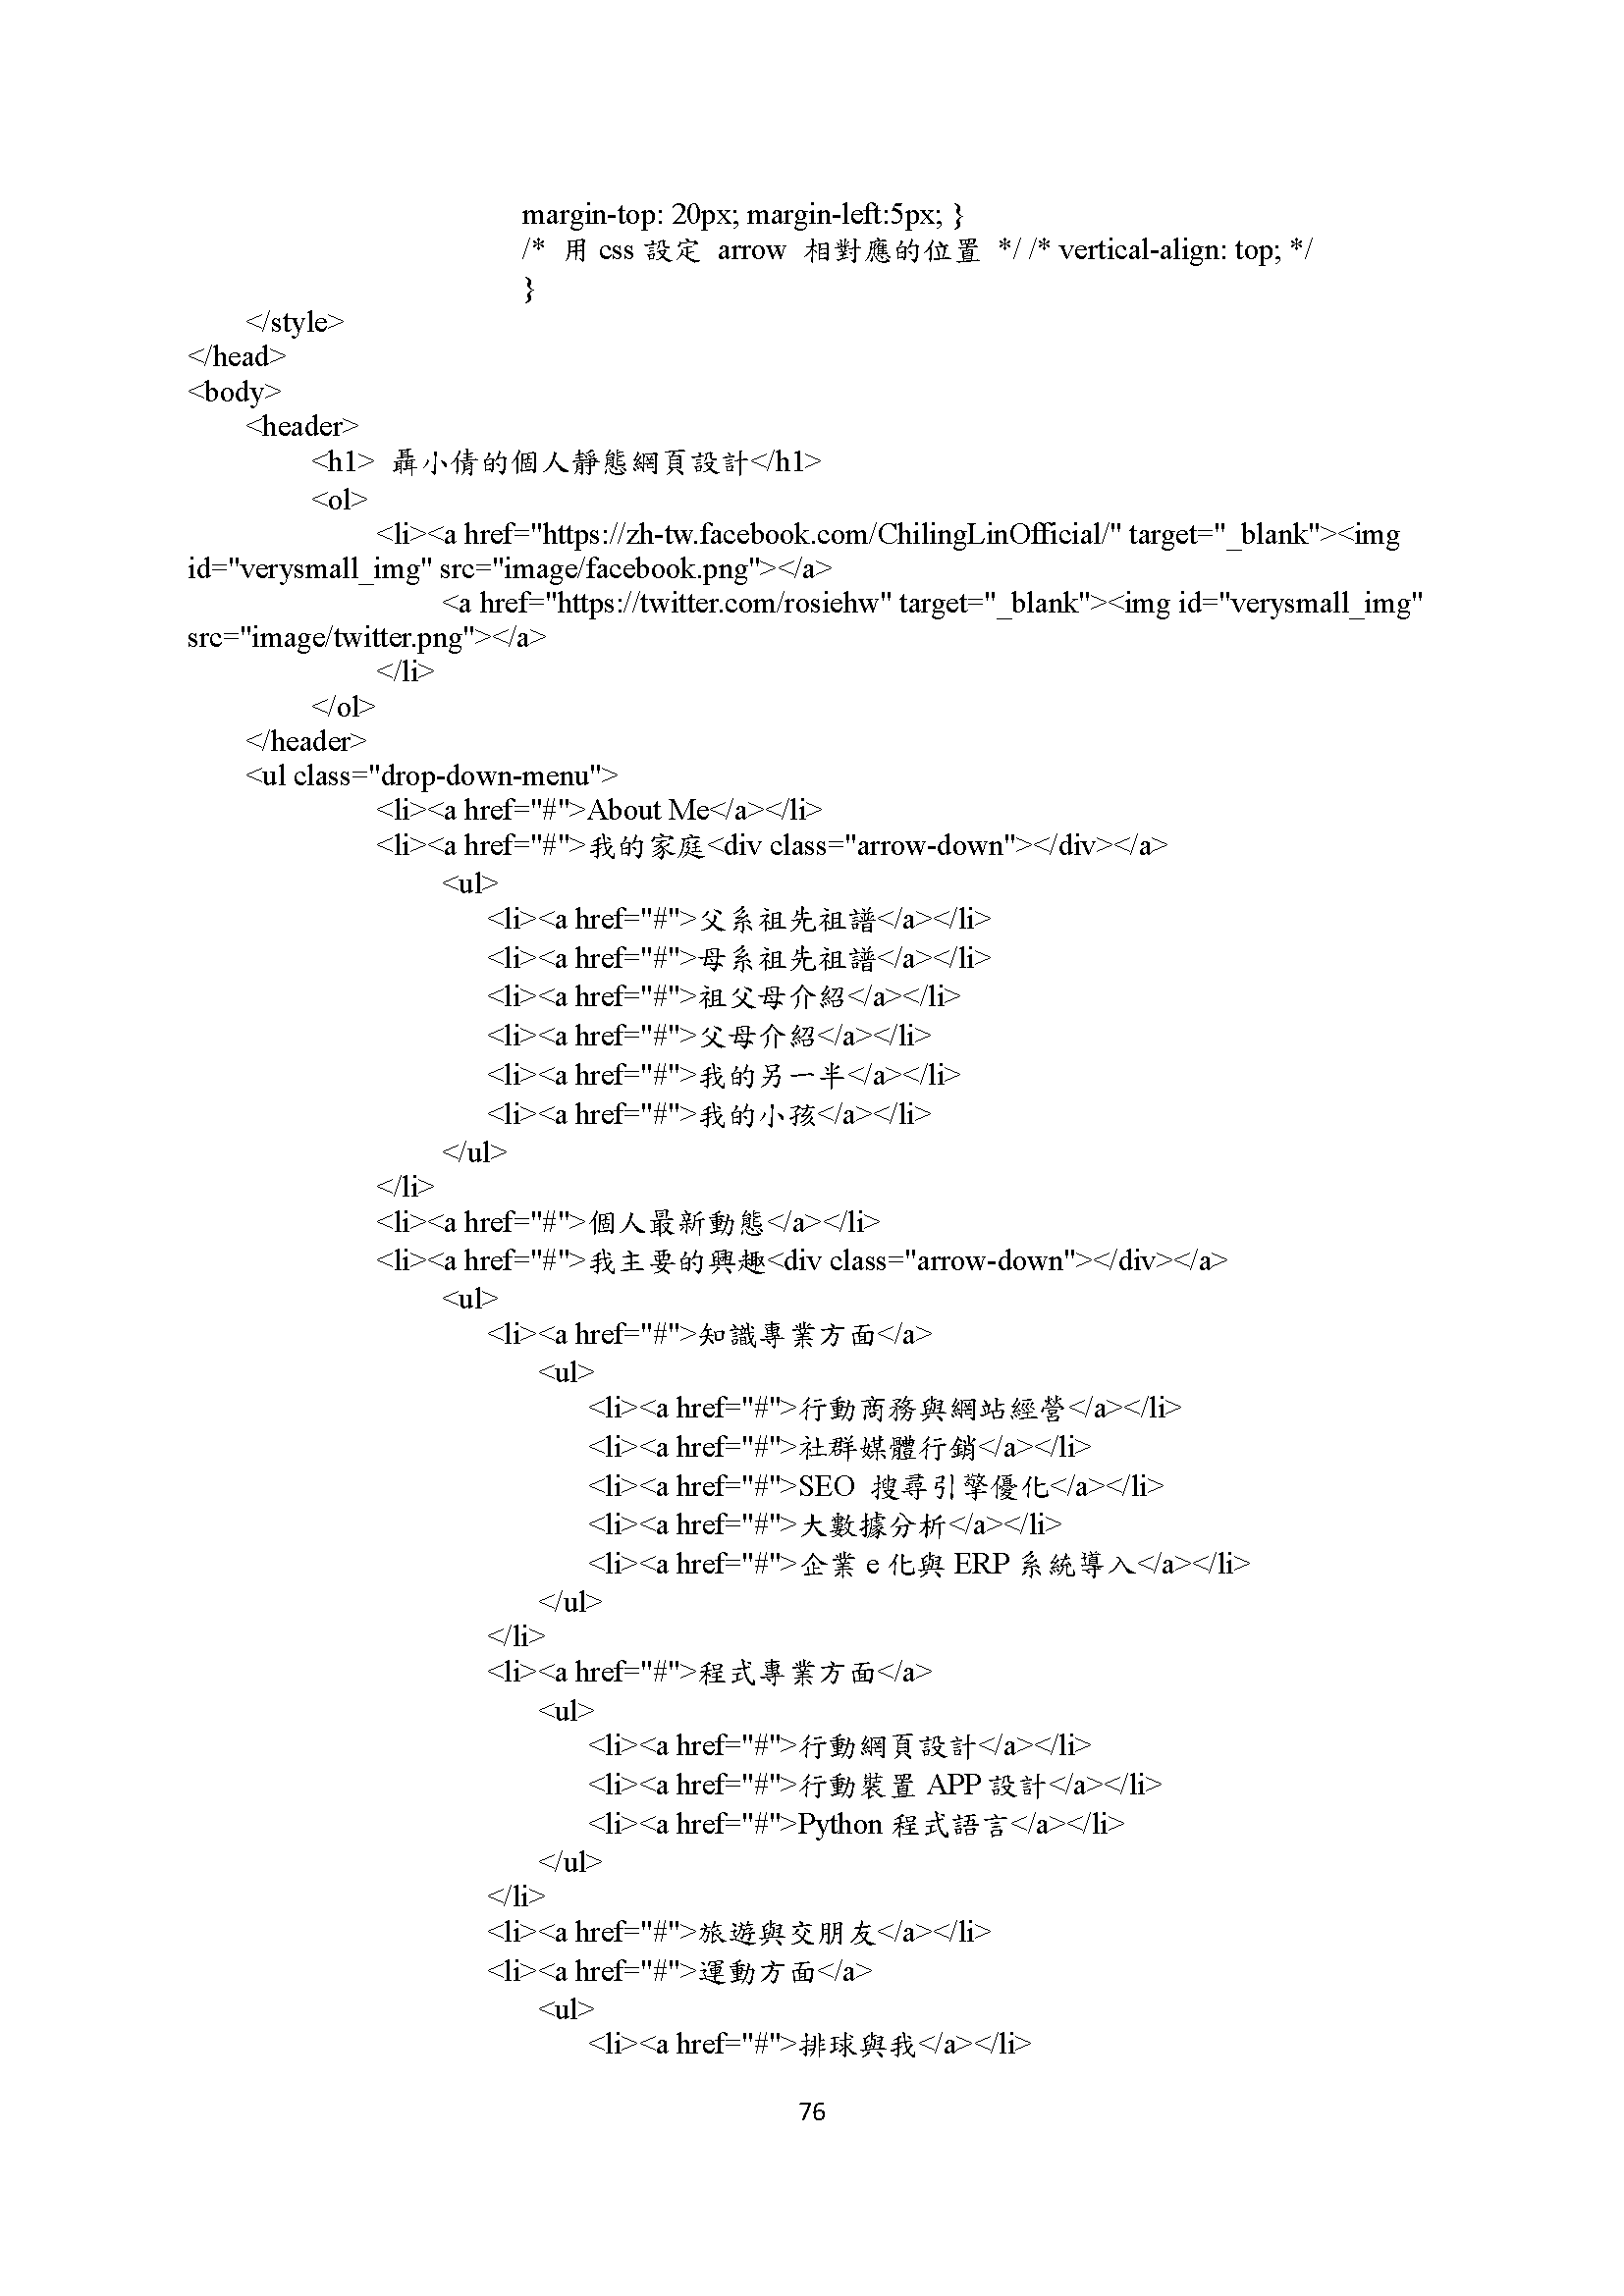 margin-top: 20px; margin-left:5px; }
/* 用 css 設定 arrow 相對應的位置 */ /* vertical-align: top; */
}
</style>
</head>
<body>
<header>
<h1> 聶小倩的個人靜態網頁設計</h1>
<ol>
<li><a href="https://zh-tw.facebook.com/ChilingLinOfficial/" target="_blank"><img
id="verysmall_img" src="image/facebook.png"></a>
<a href="https://twitter.com/rosiehw" target="_blank"><img id="verysmall_img"
src="image/twitter.png"></a>
</li>
</ol>
</header>
<ul class="drop-down-menu">
<li><a href="#">About Me</a></li>
<li><a href="#">我的家庭<div class="arrow-down"></div></a>
<ul>
<li><a href="#">父系祖先祖譜</a></li>
<li><a href="#">母系祖先祖譜</a></li>
<li><a href="#">祖父母介紹</a></li>
<li><a href="#">父母介紹</a></li>
<li><a href="#">我的另一半</a></li>
<li><a href="#">我的小孩</a></li>
</ul>
</li>
<li><a href="#">個人最新動態</a></li>
<li><a href="#">我主要的興趣<div class="arrow-down"></div></a>
<ul>
<li><a href="#">知識專業方面</a>
<ul>
<li><a href="#">行動商務與網站經營</a></li>
<li><a href="#">社群媒體行銷</a></li>
<li><a href="#">SEO 搜尋引擎優化</a></li>
<li><a href="#">大數據分析</a></li>
<li><a href="#">企業 e 化與 ERP 系統導入</a></li>
</ul>
</li>
<li><a href="#">程式專業方面</a>
<ul>
<li><a href="#">行動網頁設計</a></li>
<li><a href="#">行動裝置 APP 設計</a></li>
<li><a href="#">Python 程式語言</a></li>
</ul>
</li>
<li><a href="#">旅遊與交朋友</a></li>
<li><a href="#">運動方面</a>
<ul>
<li><a href="#">排球與我</a></li>
76